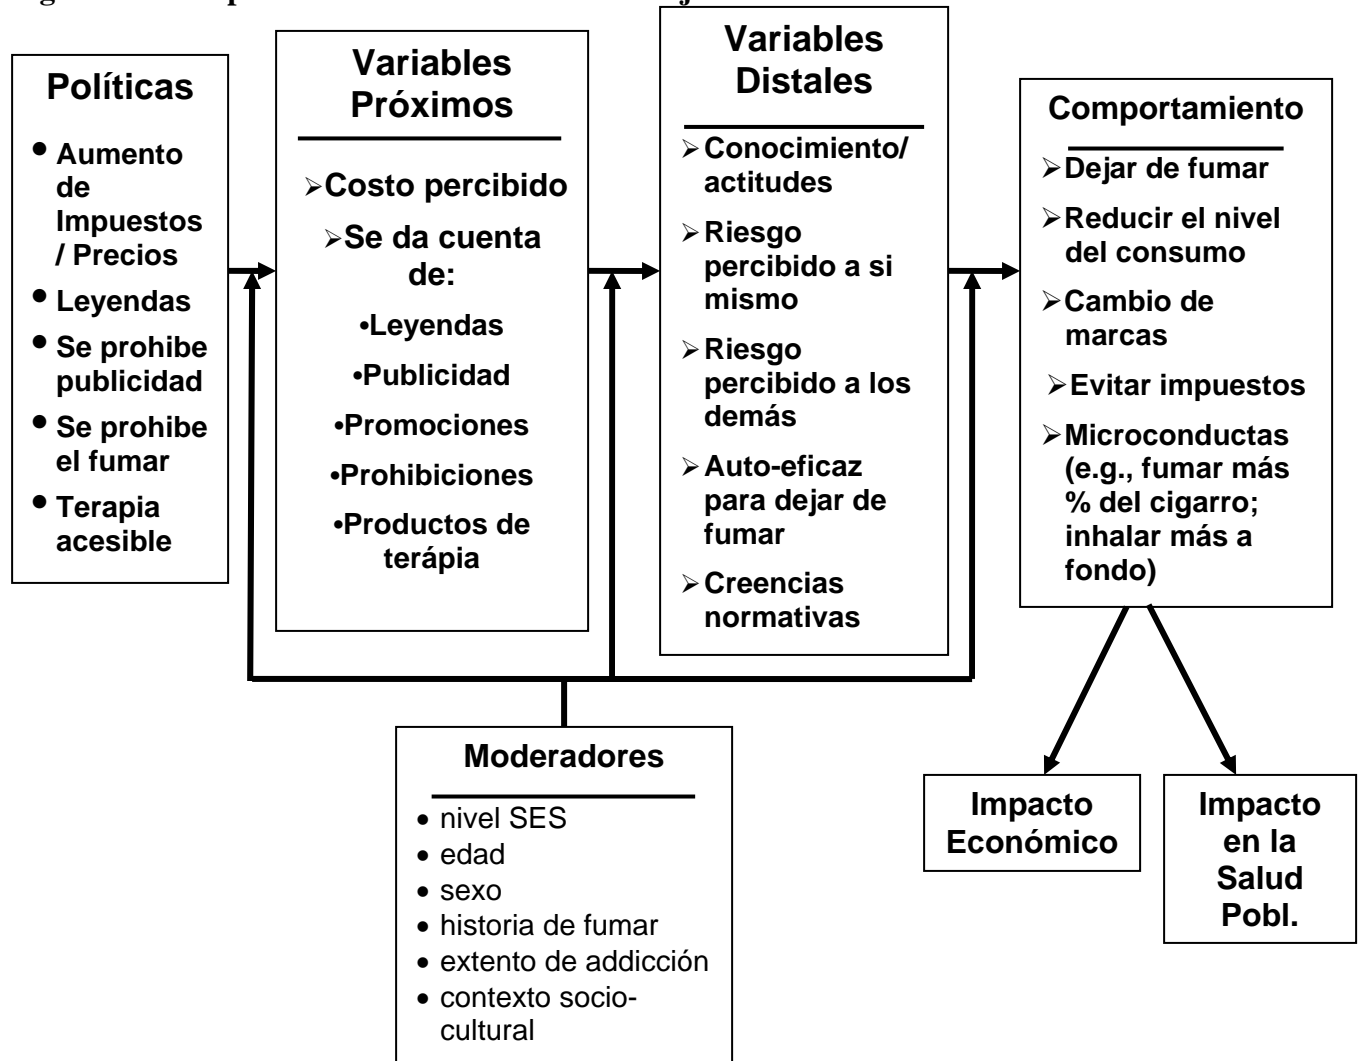 Políticas
• Aumento
de
Impuestos
/ Precios
• Leyendas
• Se prohibe
publicidad
• Se prohibe
el fumar
• Terapia
acesible
Variables
Próximos
➢Costo percibido
➢Se da cuenta
de:
•Leyendas
•Publicidad
•Promociones
•Prohibiciones
•Productos de
terápia
Variables
Distales
➢Conocimiento/
actitudes
➢Riesgo
percibido a si
mismo
➢Riesgo
percibido a los
demás
➢Auto-eficaz
para dejar de
fumar
➢Creencias
normativas
Comportamiento
➢Dejar de fumar
➢Reducir el nivel
del consumo
➢Cambio de
marcas
➢Evitar impuestos
➢Microconductas
(e.g., fumar más
% del cigarro;
inhalar más a
fondo)
Moderadores
• nivel SES
• edad
• sexo
• historia de fumar
• extento de addicción
• contexto socio-
cultural
Impacto
Económico
Impacto
en la
Salud
Pobl.